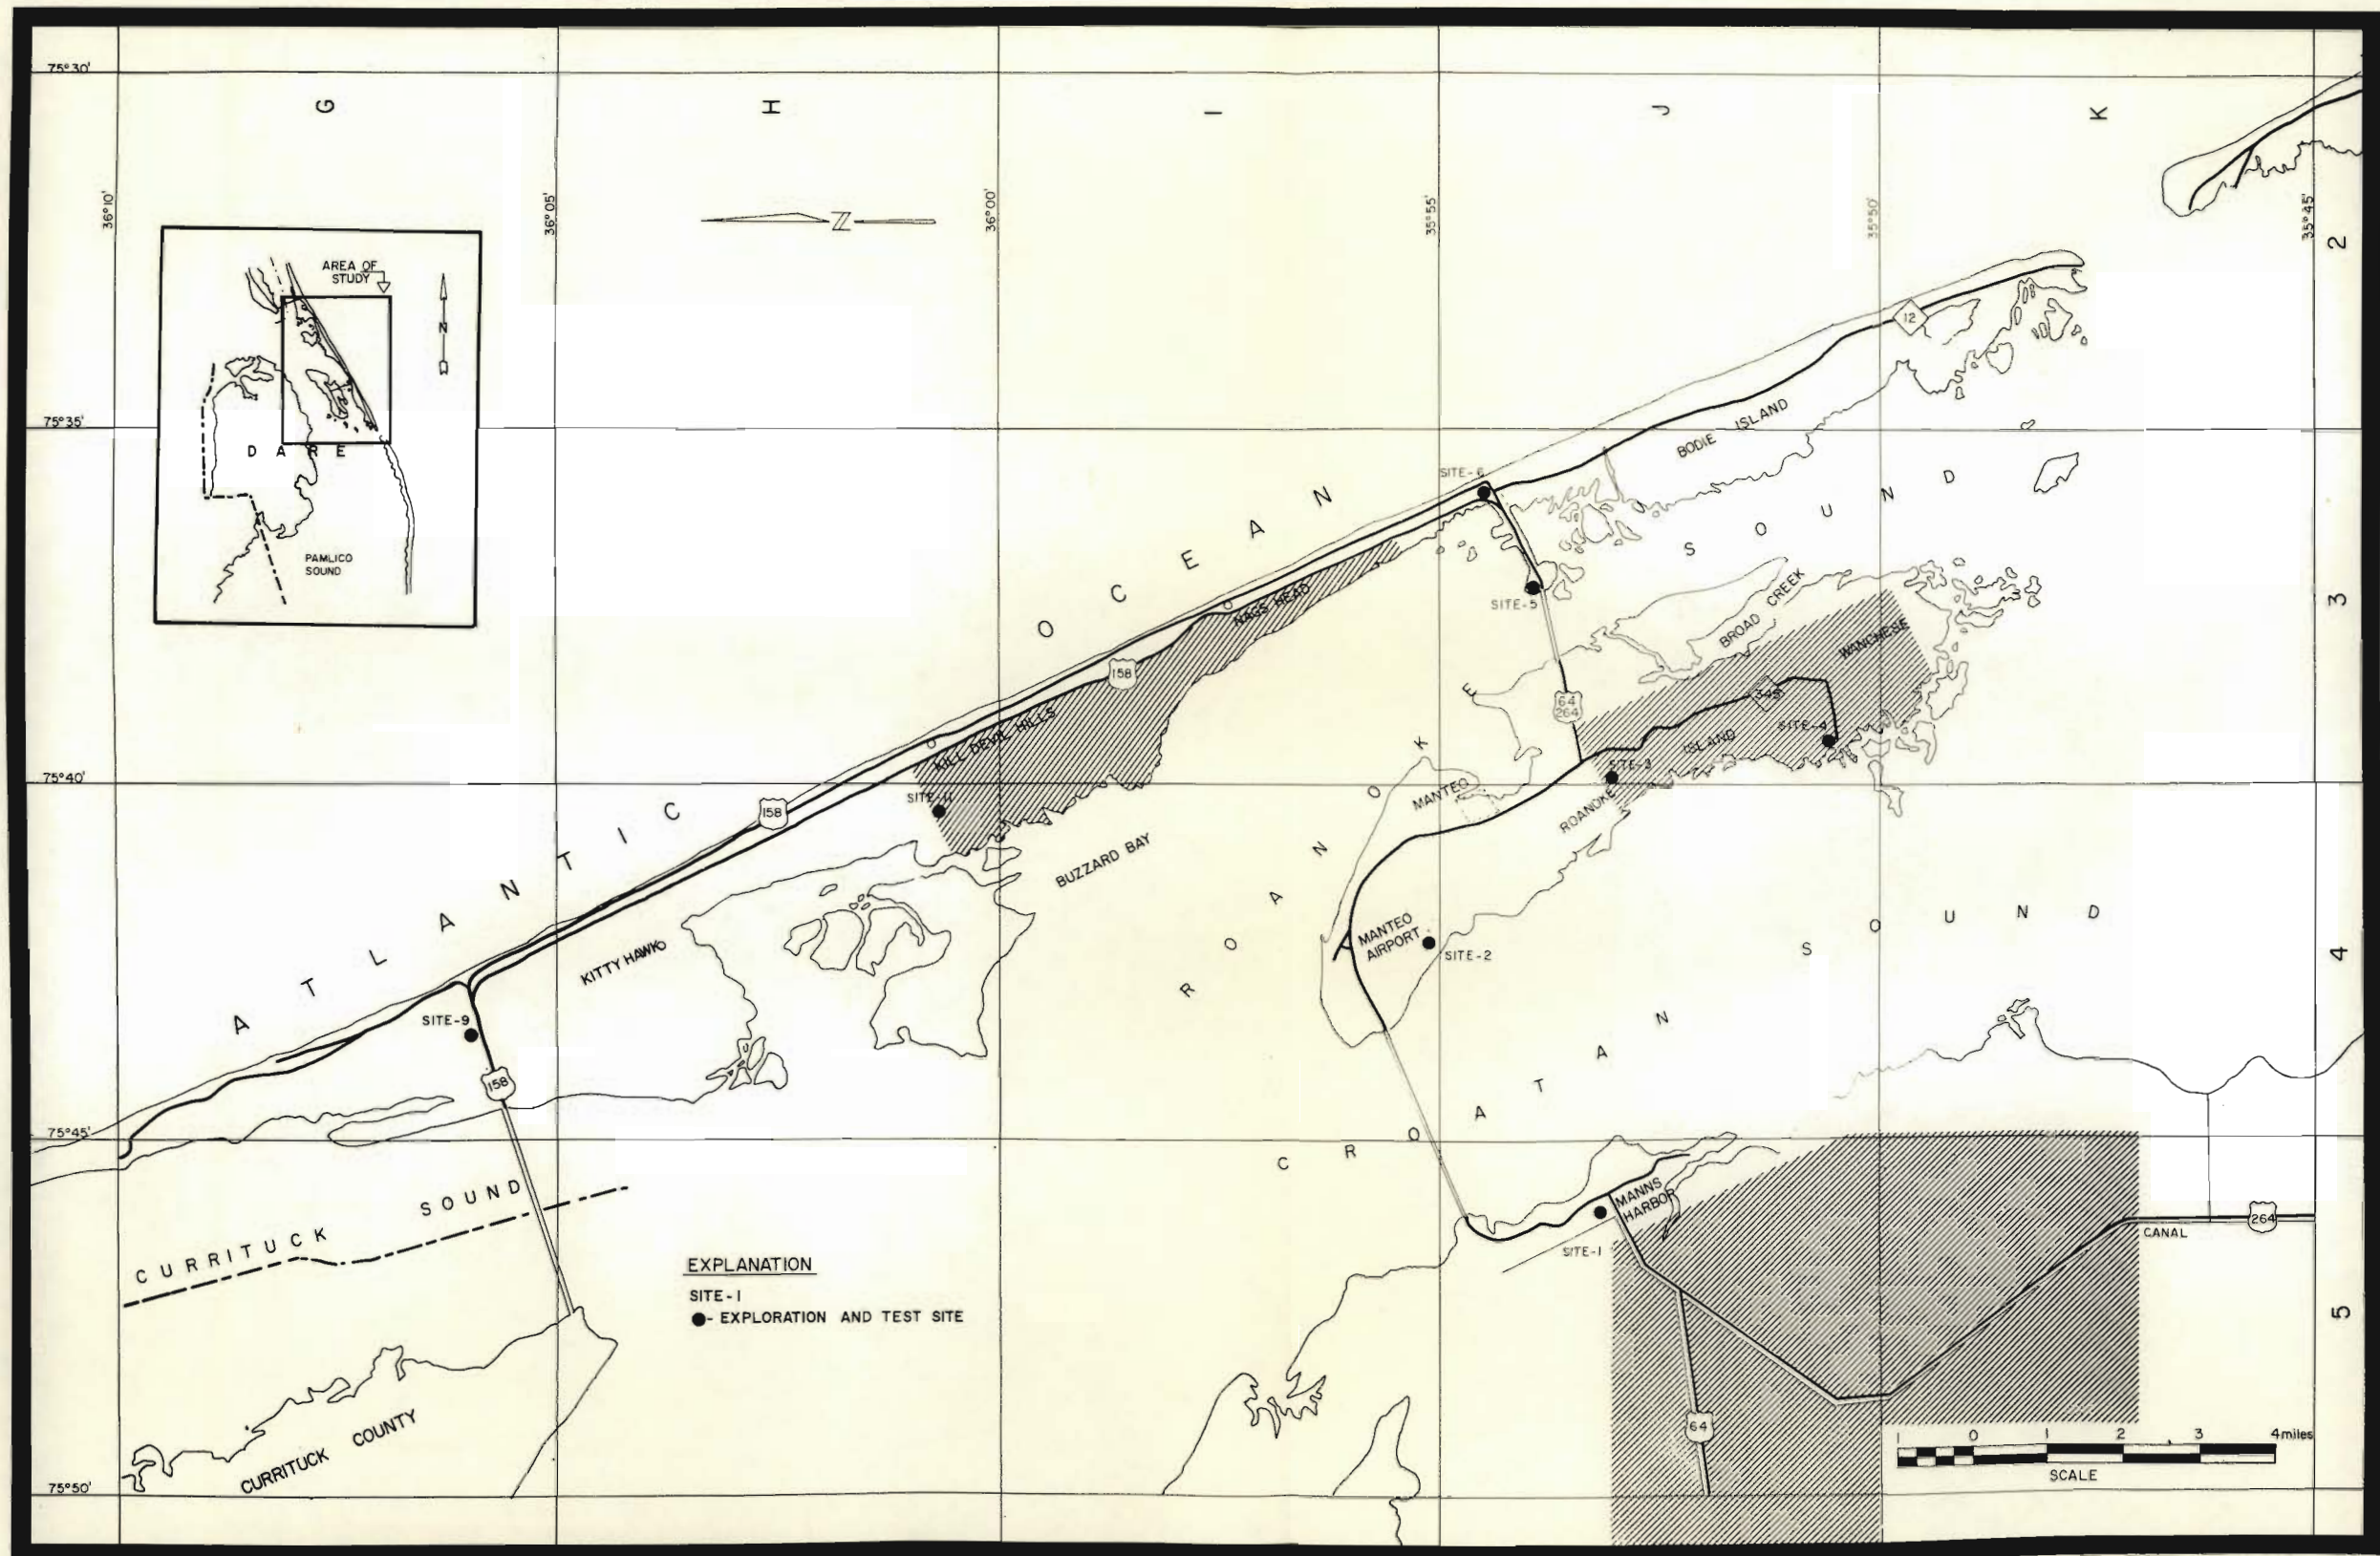 75°30'
G
H
I
J
K
36°10'
36°05'
36°00'
35°55'
35°50'
35°45'
2
N
AREA OF
STUDY
N
DARE
PAMLICO
SOUND
12
75°35'
BODIE ISLAND
SITE-6
ATLANTIC OCEAN
SITE-5
NAGS HEAD
3
BROAD CREEK
WANCHESE
158
64
264
345
SITE-4
KILL DEVIL HILLS
ISLAND
75°40'
SITE-3
SITE-11
158
MANTEO
ROANOKE
BUZZARD BAY
ROANOKE SOUND
MANTEO
AIRPORT
SITE-2
KITTY HAWK
4
SITE-9
158
CROATAN SOUND
75°45'
CURRITUCK SOUND
MANNS
HARBOR
SITE-1
264
CANAL
EXPLANATION
SITE-1
- EXPLORATION AND TEST SITE
5
CURRITUCK COUNTY
64
75°50'
1 0 1 2 3 4 miles
SCALE